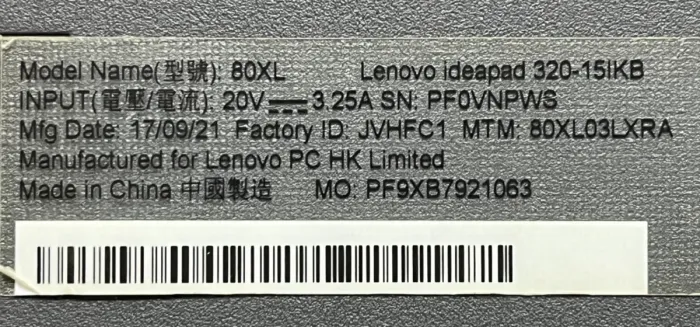 Model Name(型號): 80XL Lenovo ideapad 320-15IKB
INPUT(電壓/電流): 20V⎓3.25A SN: PF0VNPWS
Mfg Date: 17/09/21 Factory ID: JVHFC1 MTM: 80XL03LXRA
Manufactured for Lenovo PC HK Limited
Made in China 中國製造 MO: PF9XB7921063